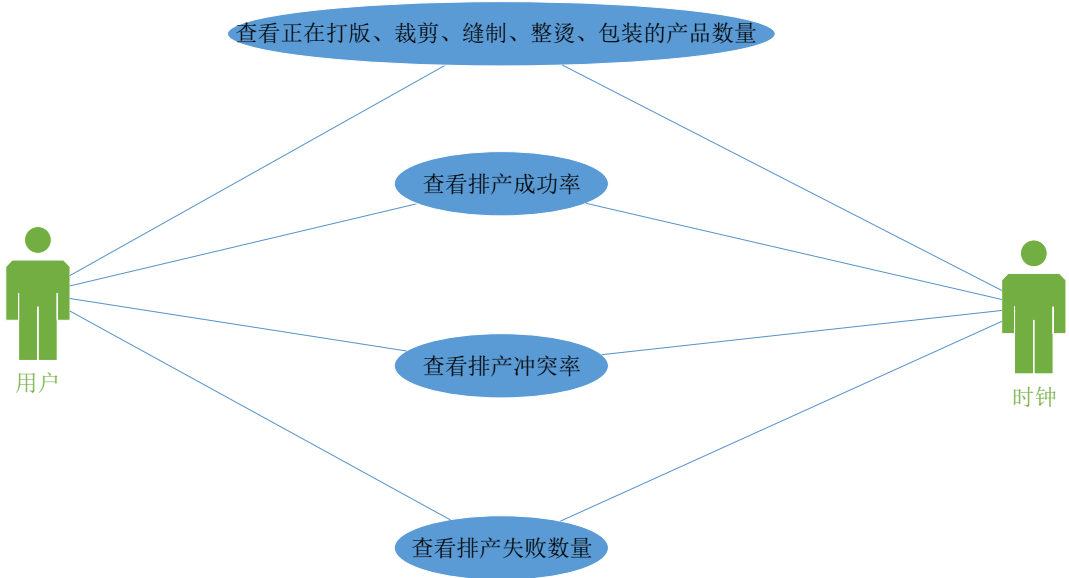 查看正在打版、裁剪、缝制、整烫、包装的产品数量
查看排产成功率
查看排产冲突率
用户
时钟
查看排产失败数量